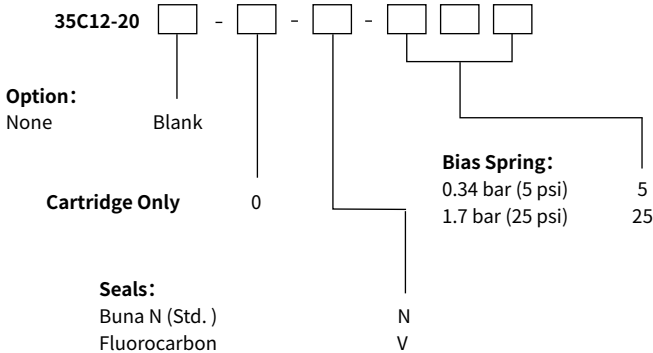 35C12-20 - - -
Option：
None Blank
Bias Spring：
0.34 bar (5 psi) 5
1.7 bar (25 psi) 25
Cartridge Only 0
Seals：
Buna N (Std. ) N
Fluorocarbon V